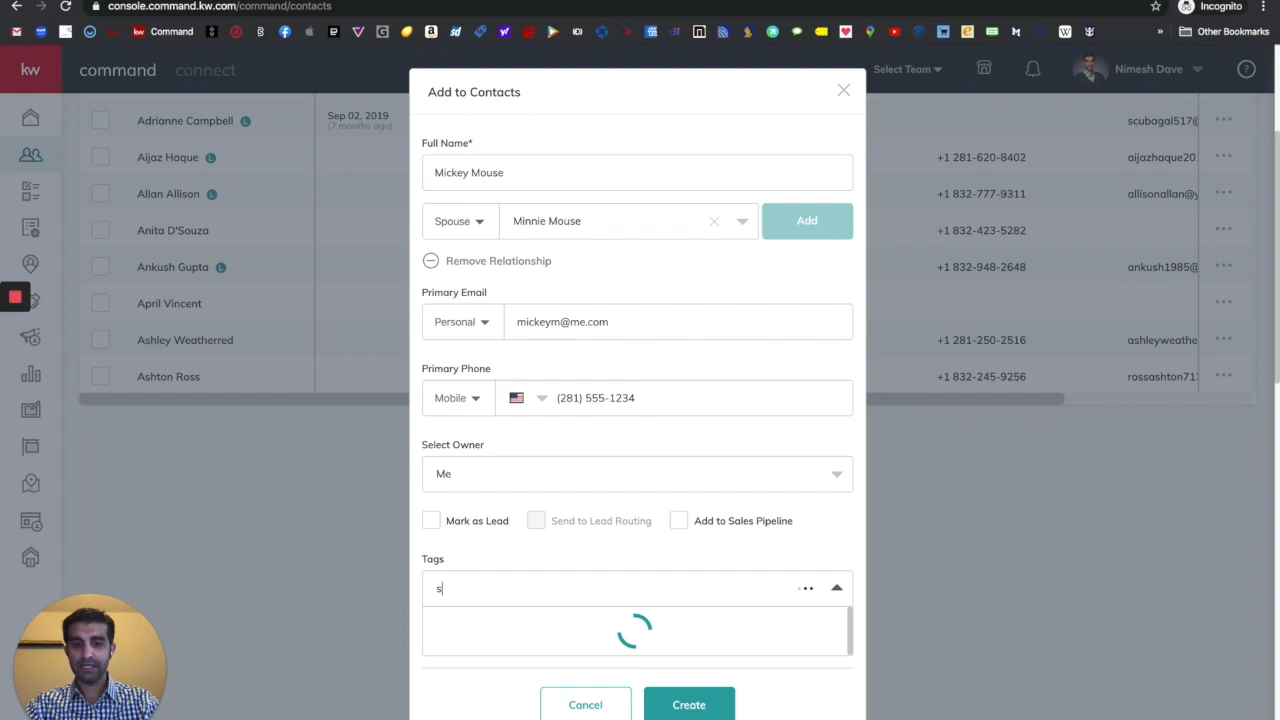 console.command.kw.com/command/contacts
Incognito
kw Command
Other Bookmarks
kw
command connect
Select Team
Nimesh Dave
Add to Contacts
Adrianne Campbell L
Sep 02, 2019
(7 months ago)
scubagal517@
Full Name*
Aijaz Haque L
+1 281-620-8402
aijazhaque20
Mickey Mouse
Allan Allison L
+1 832-777-9311
allisonallan@y
Spouse
Minnie Mouse
Add
Anita D'Souza
+1 832-423-5282
Remove Relationship
Ankush Gupta L
+1 832-948-2648
ankush1985@
Primary Email
April Vincent
Personal
mickeym@me.com
Ashley Weatherred
+1 281-250-2516
ashleyweathe
Primary Phone
Ashton Ross
+1 832-245-9256
rossashton71
Mobile
(281) 555-1234
Select Owner
Me
Mark as Lead
Send to Lead Routing
Add to Sales Pipeline
Tags
s
Cancel
Create